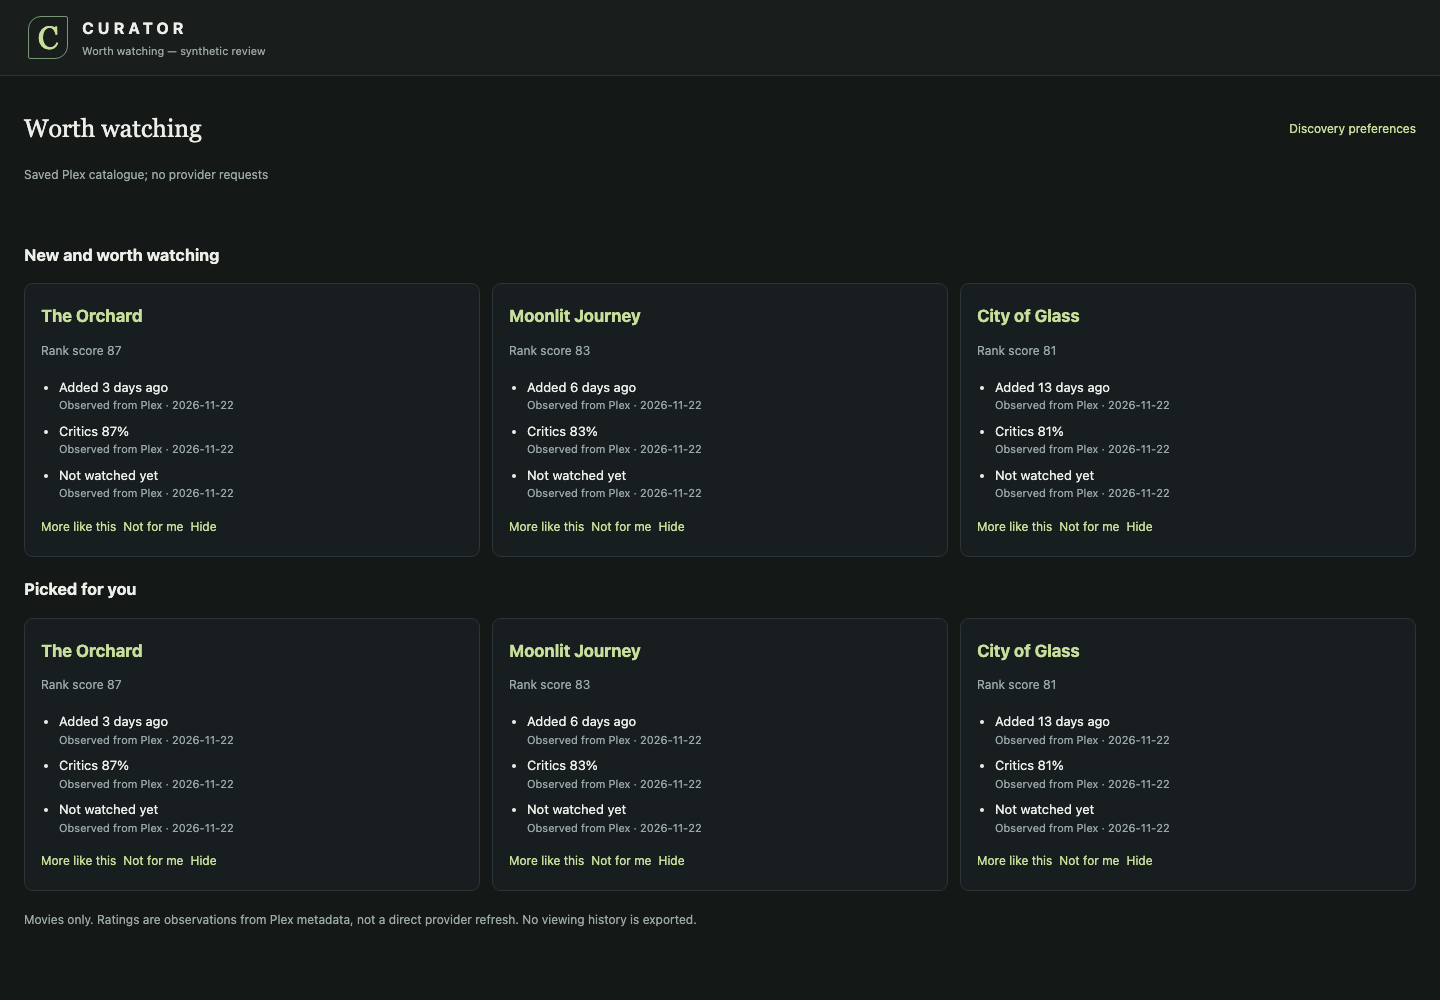 C
CURATOR
Worth watching — synthetic review
Worth watching
Discovery preferences
Saved Plex catalogue; no provider requests
New and worth watching
The Orchard
Rank score 87
• Added 3 days ago
Observed from Plex · 2026-11-22
• Critics 87%
Observed from Plex · 2026-11-22
• Not watched yet
Observed from Plex · 2026-11-22
More like this Not for me Hide
Moonlit Journey
Rank score 83
• Added 6 days ago
Observed from Plex · 2026-11-22
• Critics 83%
Observed from Plex · 2026-11-22
• Not watched yet
Observed from Plex · 2026-11-22
More like this Not for me Hide
City of Glass
Rank score 81
• Added 13 days ago
Observed from Plex · 2026-11-22
• Critics 81%
Observed from Plex · 2026-11-22
• Not watched yet
Observed from Plex · 2026-11-22
More like this Not for me Hide
Picked for you
The Orchard
Rank score 87
• Added 3 days ago
Observed from Plex · 2026-11-22
• Critics 87%
Observed from Plex · 2026-11-22
• Not watched yet
Observed from Plex · 2026-11-22
More like this Not for me Hide
Moonlit Journey
Rank score 83
• Added 6 days ago
Observed from Plex · 2026-11-22
• Critics 83%
Observed from Plex · 2026-11-22
• Not watched yet
Observed from Plex · 2026-11-22
More like this Not for me Hide
City of Glass
Rank score 81
• Added 13 days ago
Observed from Plex · 2026-11-22
• Critics 81%
Observed from Plex · 2026-11-22
• Not watched yet
Observed from Plex · 2026-11-22
More like this Not for me Hide
Movies only. Ratings are observations from Plex metadata, not a direct provider refresh. No viewing history is exported.